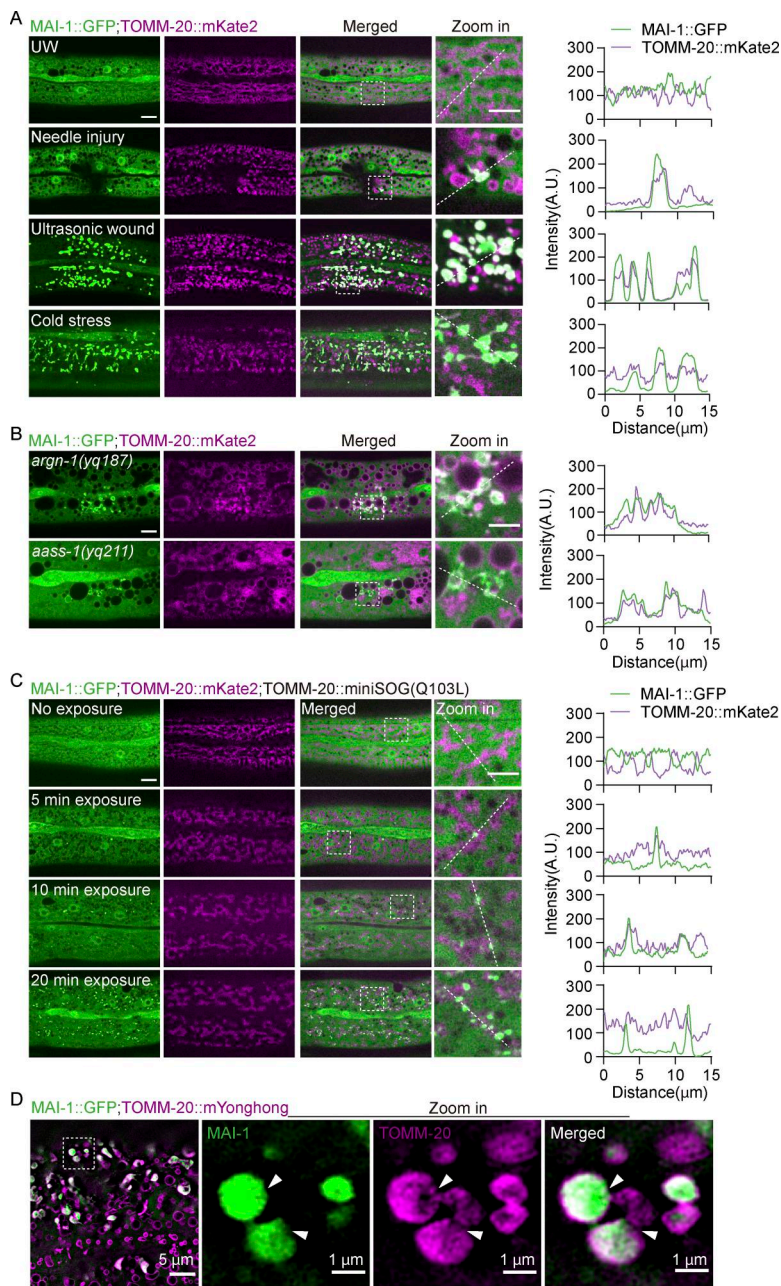 A
MAI-1::GFP;TOMM-20::mKate2
Merged
Zoom in
MAI-1::GFP
TOMM-20::mKate2
UW
Needle injury
Ultrasonic wound
Cold stress
300
200
100
0
300
200
100
0
300
200
100
0
300
200
100
0
Intensity(A.U.)
0 5 10 15
Distance(μm)
B
MAI-1::GFP;TOMM-20::mKate2
Merged
Zoom in
argn-1(yq187)
aass-1(yq211)
300
200
100
0
300
200
100
0
Intensity(A.U.)
0 5 10 15
Distance(μm)
C
MAI-1::GFP;TOMM-20::mKate2;TOMM-20::miniSOG(Q103L)
No exposure
Merged
Zoom in
5 min exposure
10 min exposure
20 min exposure
MAI-1::GFP
TOMM-20::mKate2
300
200
100
0
300
200
100
0
300
200
100
0
300
200
100
0
Intensity(A.U.)
0 5 10 15
Distance(μm)
D
MAI-1::GFP;TOMM-20::mYonghong
Zoom in
MAI-1
TOMM-20
Merged
5 μm
1 μm
1 μm
1 μm